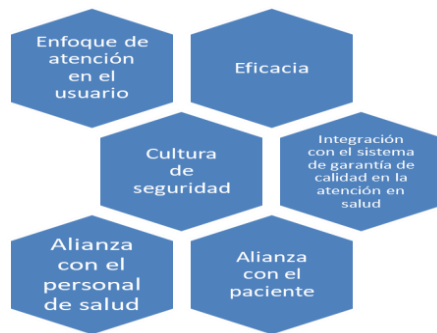 Enfoque de
atención
en el
usuario
Eficacia
Cultura
de
seguridad
Integración
con el sistema
de garantía de
calidad en la
atención en
salud
Alianza
con el
personal
de salud
Alianza
con el
paciente